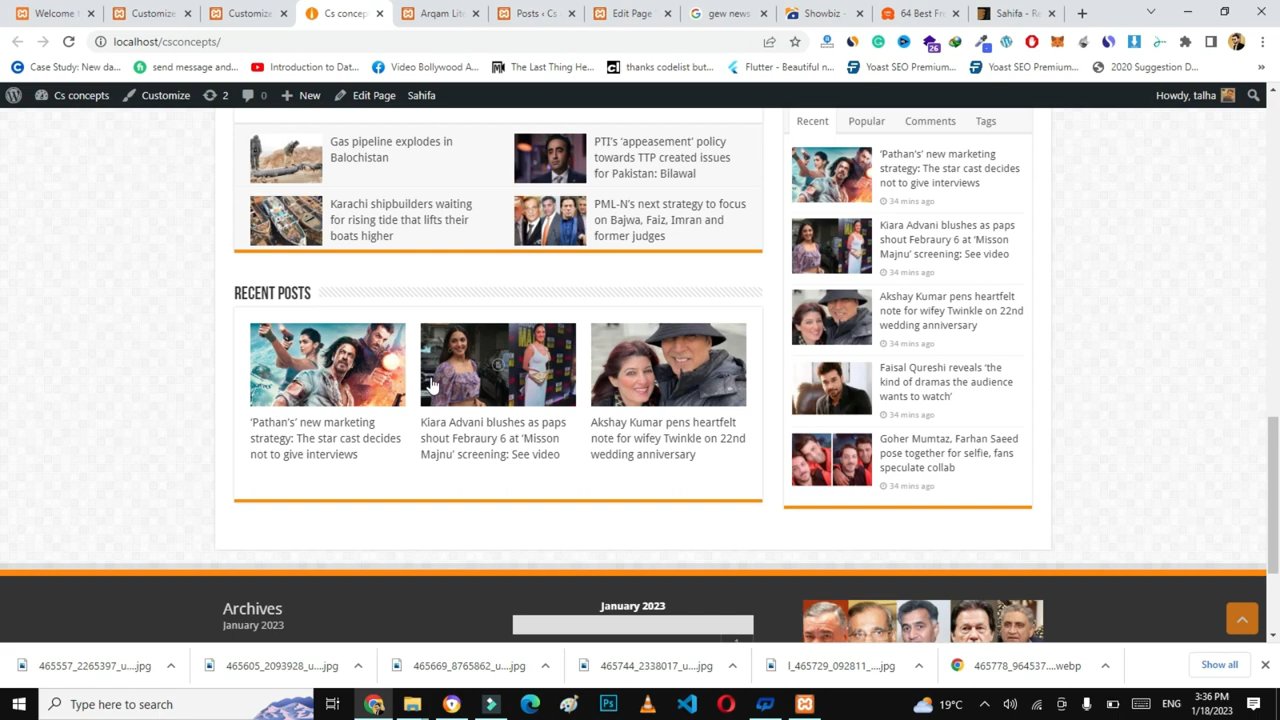 Welcome t
Customize
Customize
Cs concep
Arqam Lite
Posts ‹ Cs
Edit Page
gew news
Showbiz –
64 Best Fre
Sahifa - Re
localhost/csconcepts/
26
Case Study: New da...
send message and...
Introduction to Dat...
Video Bollywood A...
The Last Thing He...
thanks codelist but...
Flutter - Beautiful n...
Yoast SEO Premium...
Yoast SEO Premium...
2020 Suggestion D...
»
Cs concepts
Customize
2
0
New
Edit Page
Sahifa
Howdy, talha
Gas pipeline explodes in
Balochistan
PTI's 'appeasement' policy
towards TTP created issues
for Pakistan: Bilawal
Karachi shipbuilders waiting
for rising tide that lifts their
boats higher
PML-N's next strategy to focus
on Bajwa, Faiz, Imran and
former judges
RECENT POSTS
'Pathan's' new marketing
strategy: The star cast decides
not to give interviews
Kiara Advani blushes as paps
shout Febraury 6 at 'Misson
Majnu' screening: See video
Akshay Kumar pens heartfelt
note for wifey Twinkle on 22nd
wedding anniversary
Recent
Popular
Comments
Tags
'Pathan's' new marketing
strategy: The star cast decides
not to give interviews
34 mins ago
Kiara Advani blushes as paps
shout Febraury 6 at 'Misson
Majnu' screening: See video
34 mins ago
Akshay Kumar pens heartfelt
note for wifey Twinkle on 22nd
wedding anniversary
34 mins ago
Faisal Qureshi reveals 'the
kind of dramas the audience
wants to watch'
34 mins ago
Goher Mumtaz, Farhan Saeed
pose together for selfie, fans
speculate collab
34 mins ago
Archives
January 2023
January 2023
465557_2265397_u....jpg
465605_2093928_u....jpg
465669_8765862_u....jpg
465744_2338017_u....jpg
l_465729_092811_....jpg
465778_964537....webp
Show all
Type here to search
Ps
19°C
ENG
3:36 PM
1/18/2023